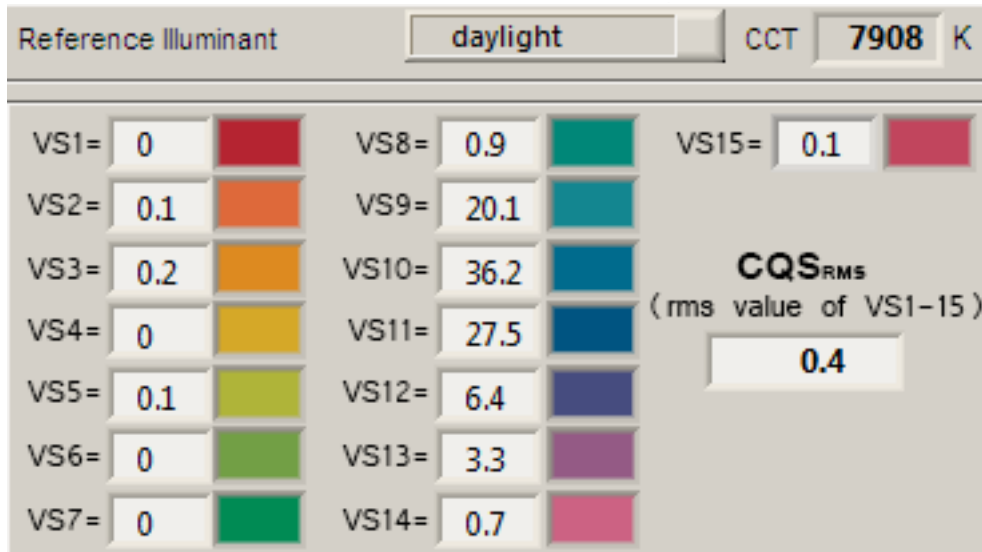 Reference Illuminant daylight CCT 7908 K
VS1= 0 VS8= 0.9 VS15= 0.1
VS2= 0.1 VS9= 20.1
VS3= 0.2 VS10= 36.2 CQSRMS
(rms value of VS1-15)
VS4= 0 VS11= 27.5
0.4
VS5= 0.1 VS12= 6.4
VS6= 0 VS13= 3.3
VS7= 0 VS14= 0.7